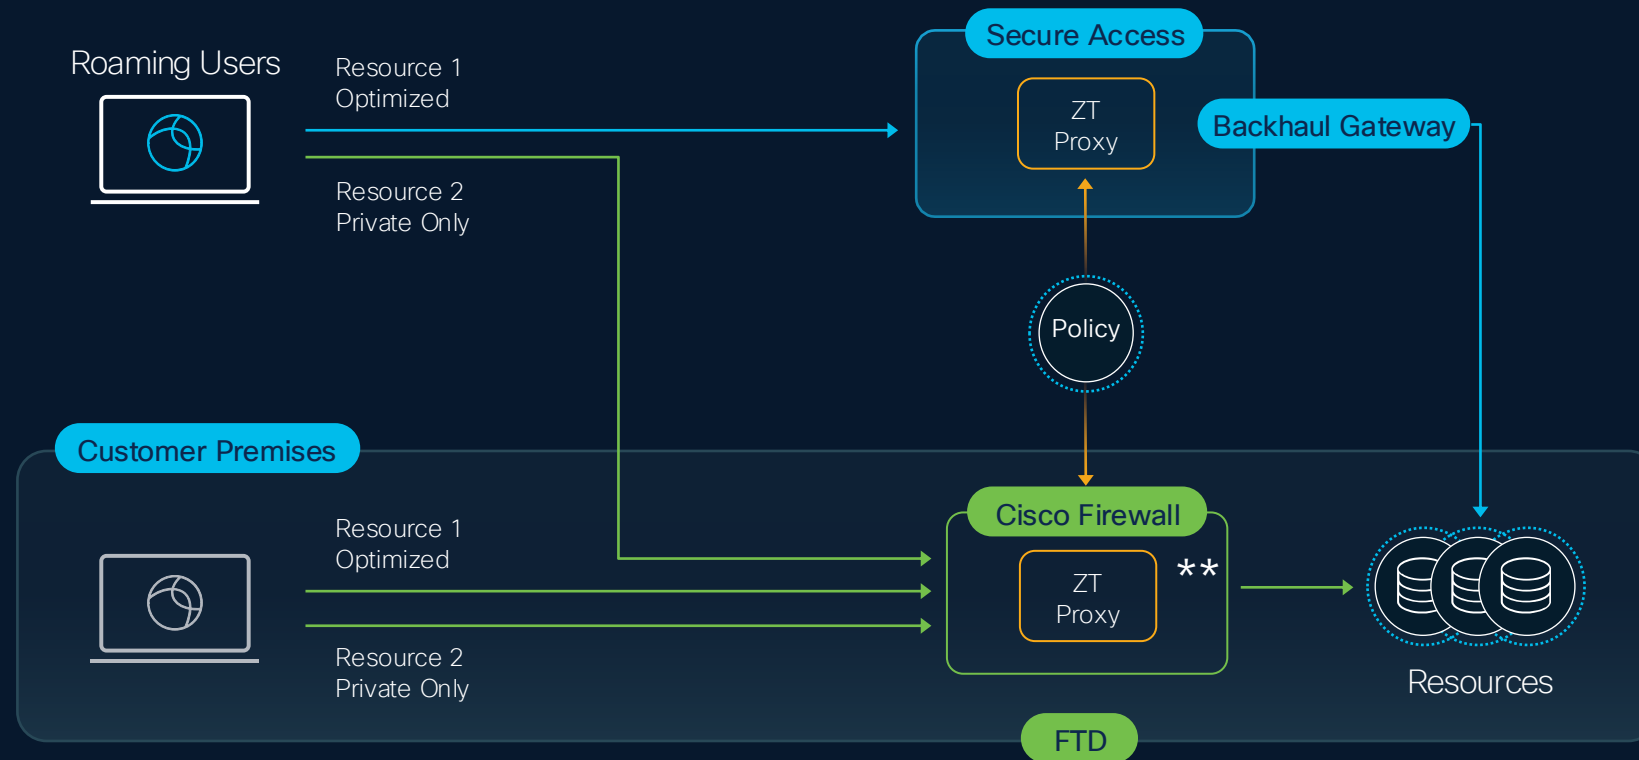 Roaming Users
Resource 1
Optimized
Resource 2
Private Only
Secure Access
ZT
Proxy
Backhaul Gateway
Policy
Customer Premises
Resource 1
Optimized
Resource 2
Private Only
Cisco Firewall
ZT
Proxy
**
Resources
FTD